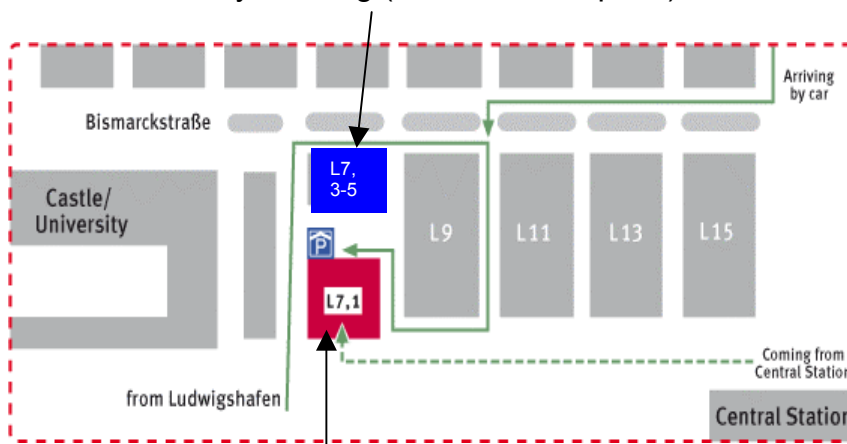 Arriving
by car
Bismarckstraße
L7,
3-5
Castle/
University
L9
L11
L13
L15
P
L7,1
Coming from
Central Station
from Ludwigshafen
Central Station